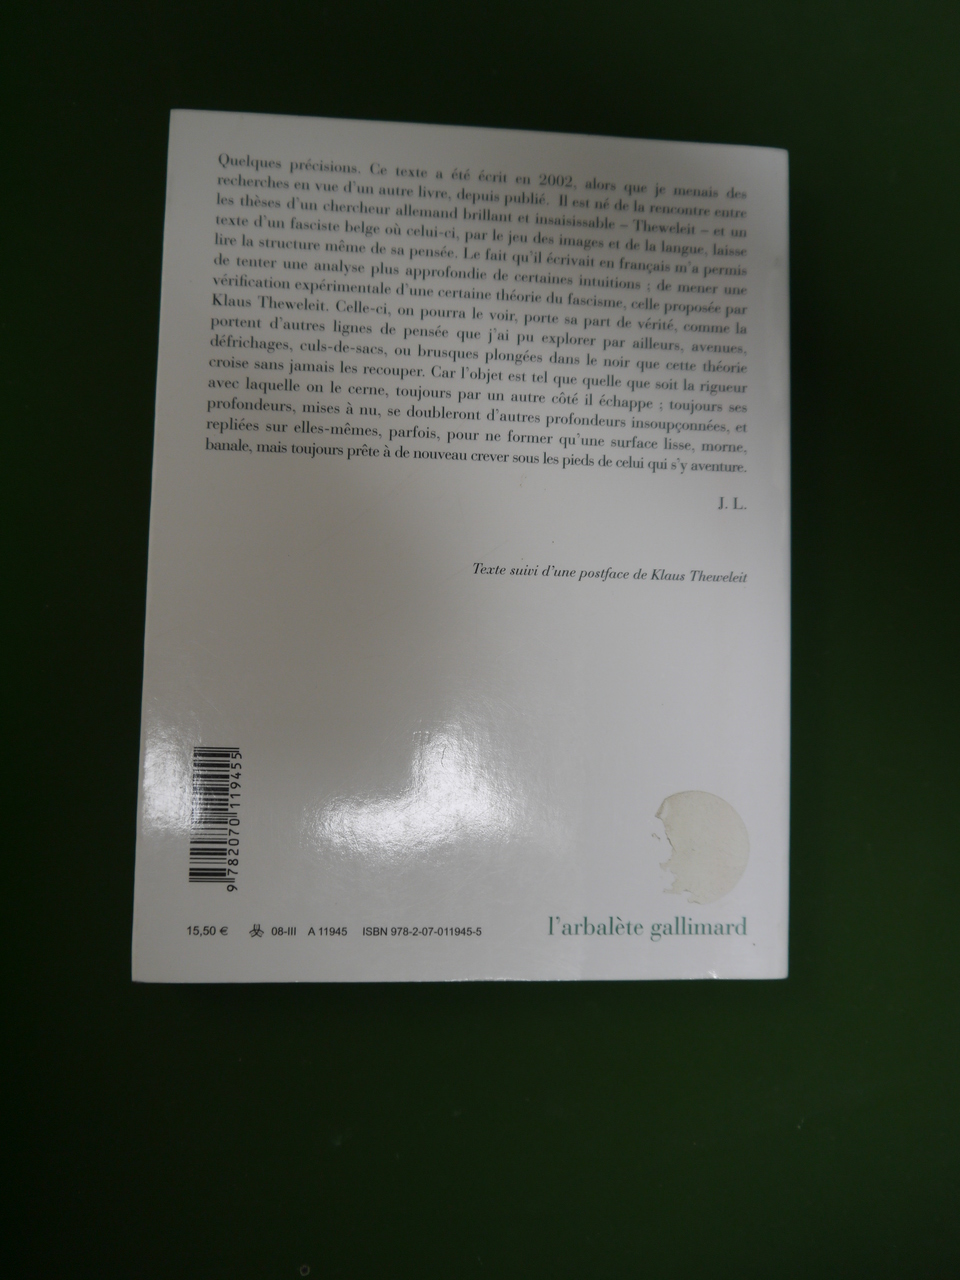 Quelques précisions. Ce texte a été écrit en 2002, alors que je menais des
recherches en vue d'un autre livre, depuis publié. Il est né de la rencontre entre
les thèses d'un chercheur allemand brillant et insaisissable – Theweleit – et un
texte d'un fasciste belge où celui-ci, par le jeu des images et de la langue, laisse
lire la structure même de sa pensée. Le fait qu'il écrivait en français m'a permis
de tenter une analyse plus approfondie de certaines intuitions ; de mener une
vérification expérimentale d'une certaine théorie du fascisme, celle proposée par
Klaus Theweleit. Celle-ci, on pourra le voir, porte sa part de vérité, comme la
portent d'autres lignes de pensée que j'ai pu explorer par ailleurs, avenues,
défrichages, culs-de-sacs, ou brusques plongées dans le noir que cette théorie
croise sans jamais les recouper. Car l'objet est tel que quelle que soit la rigueur
avec laquelle on le cerne, toujours par un autre côté il échappe ; toujours ses
profondeurs, mises à nu, se doubleront d'autres profondeurs insoupçonnées, et
repliées sur elles-mêmes, parfois, pour ne former qu'une surface lisse, morne,
banale, mais toujours prête à de nouveau crever sous les pieds de celui qui s'y aventure.
J. L.
Texte suivi d'une postface de Klaus Theweleit
9 782070 119455
15,50 € 08-III A 11945 ISBN 978-2-07-011945-5
l'arbalète gallimard